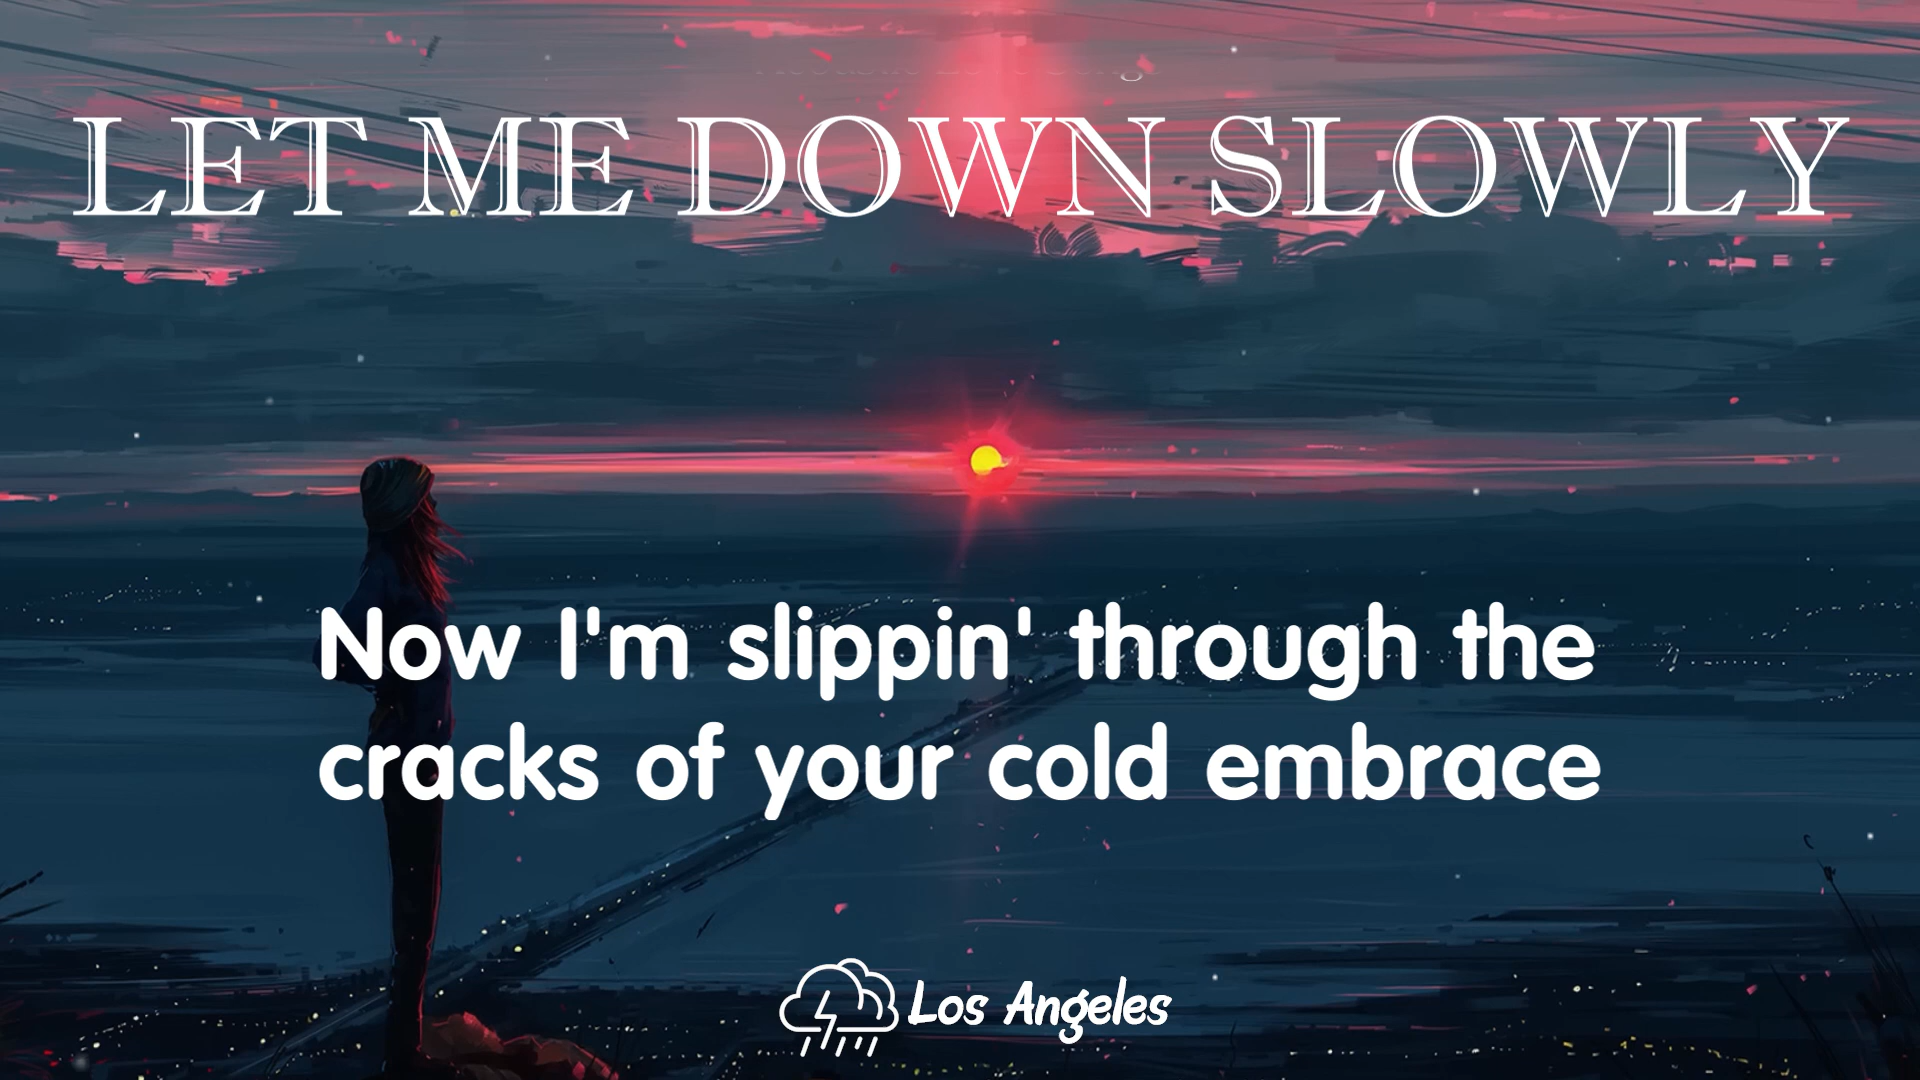 LET ME DOWN SLOWLY
Now I'm slippin' through the
cracks of your cold embrace
Los Angeles